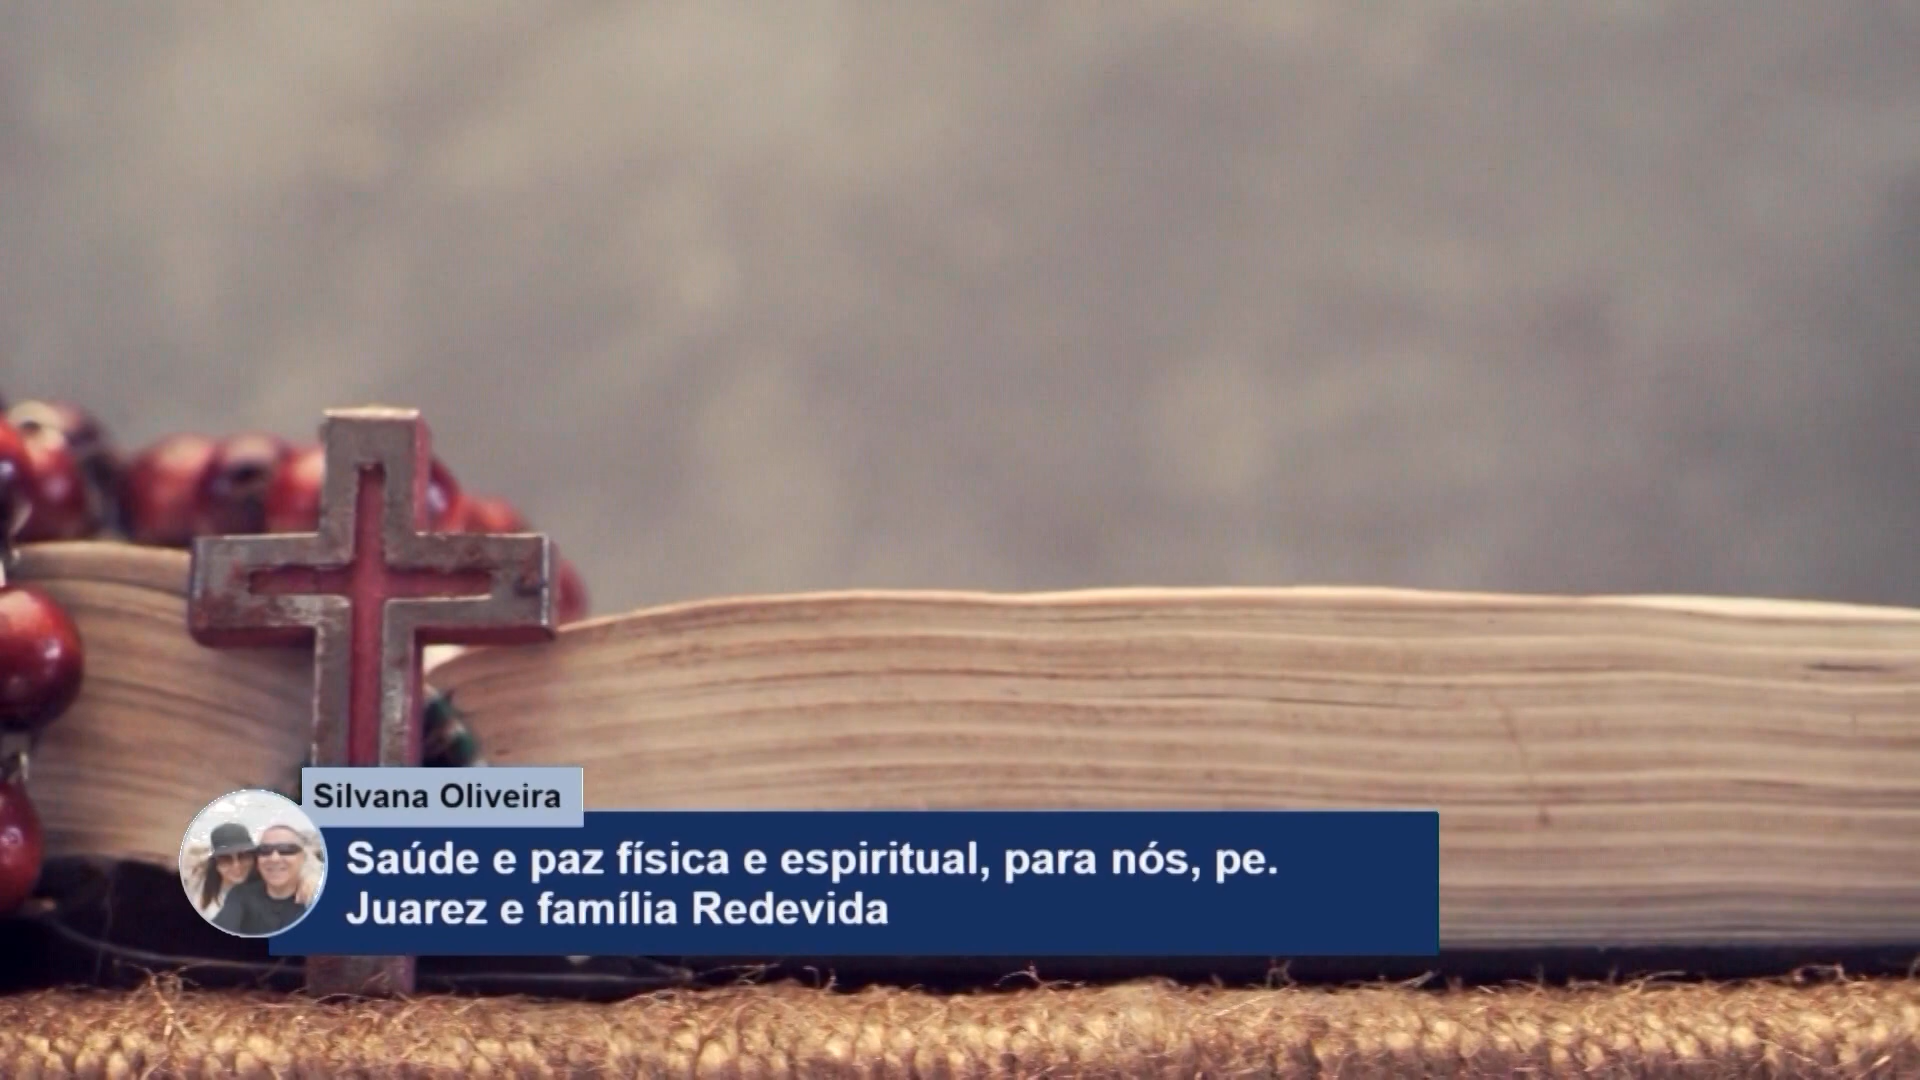 Silvana Oliveira
Saúde e paz física e espiritual, para nós, pe.
Juarez e família Redevida